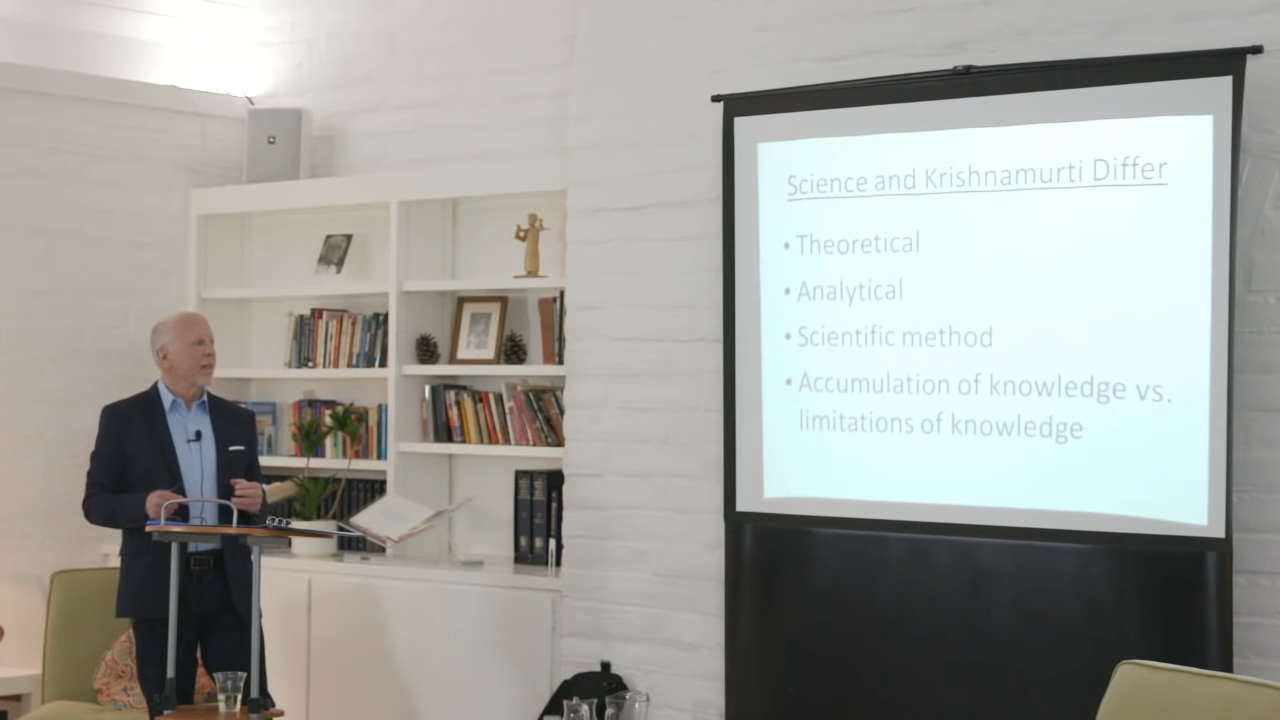 Science and Krishnamurti Differ
• Theoretical
• Analytical
• Scientific method
• Accumulation of knowledge vs.
limitations of knowledge